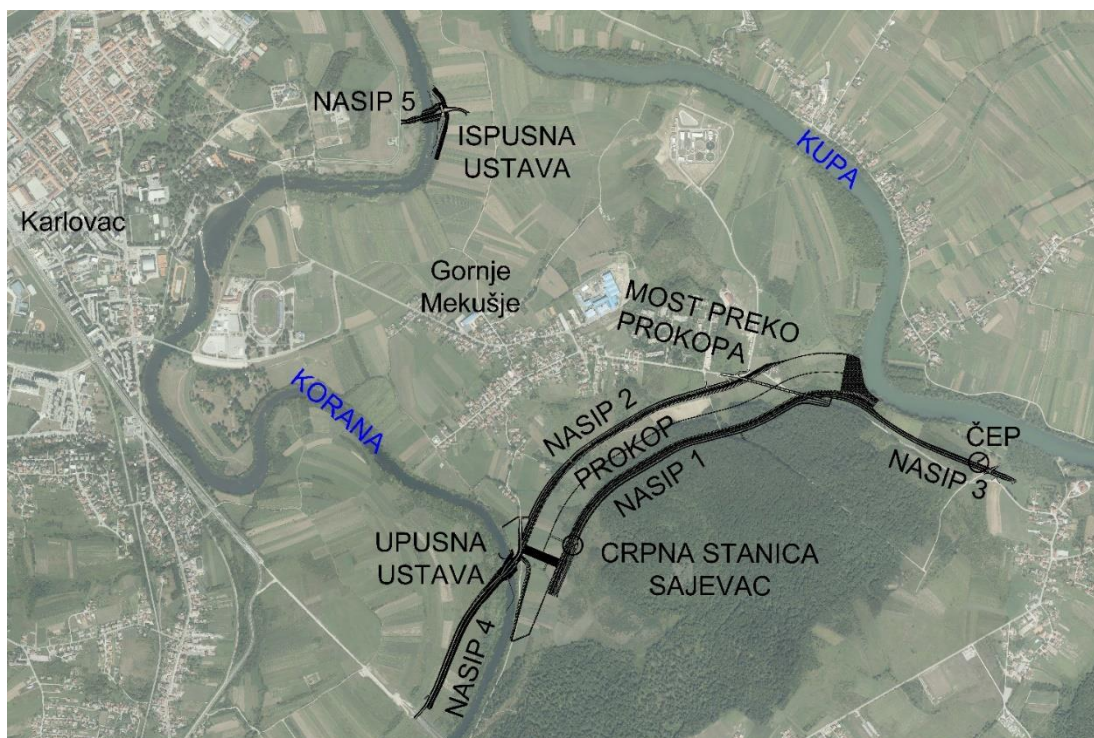 NASIP 5
ISPUSNA
USTAVA
KUPA
Karlovac
Gornje
Mekušje
MOST PREKO
PROKOPA
KORANA
NASIP 2
PROKOP
NASIP 1
ČEP
NASIP 3
UPUSNA
USTAVA
CRPNA STANICA
SAJEVAC
NASIP 4